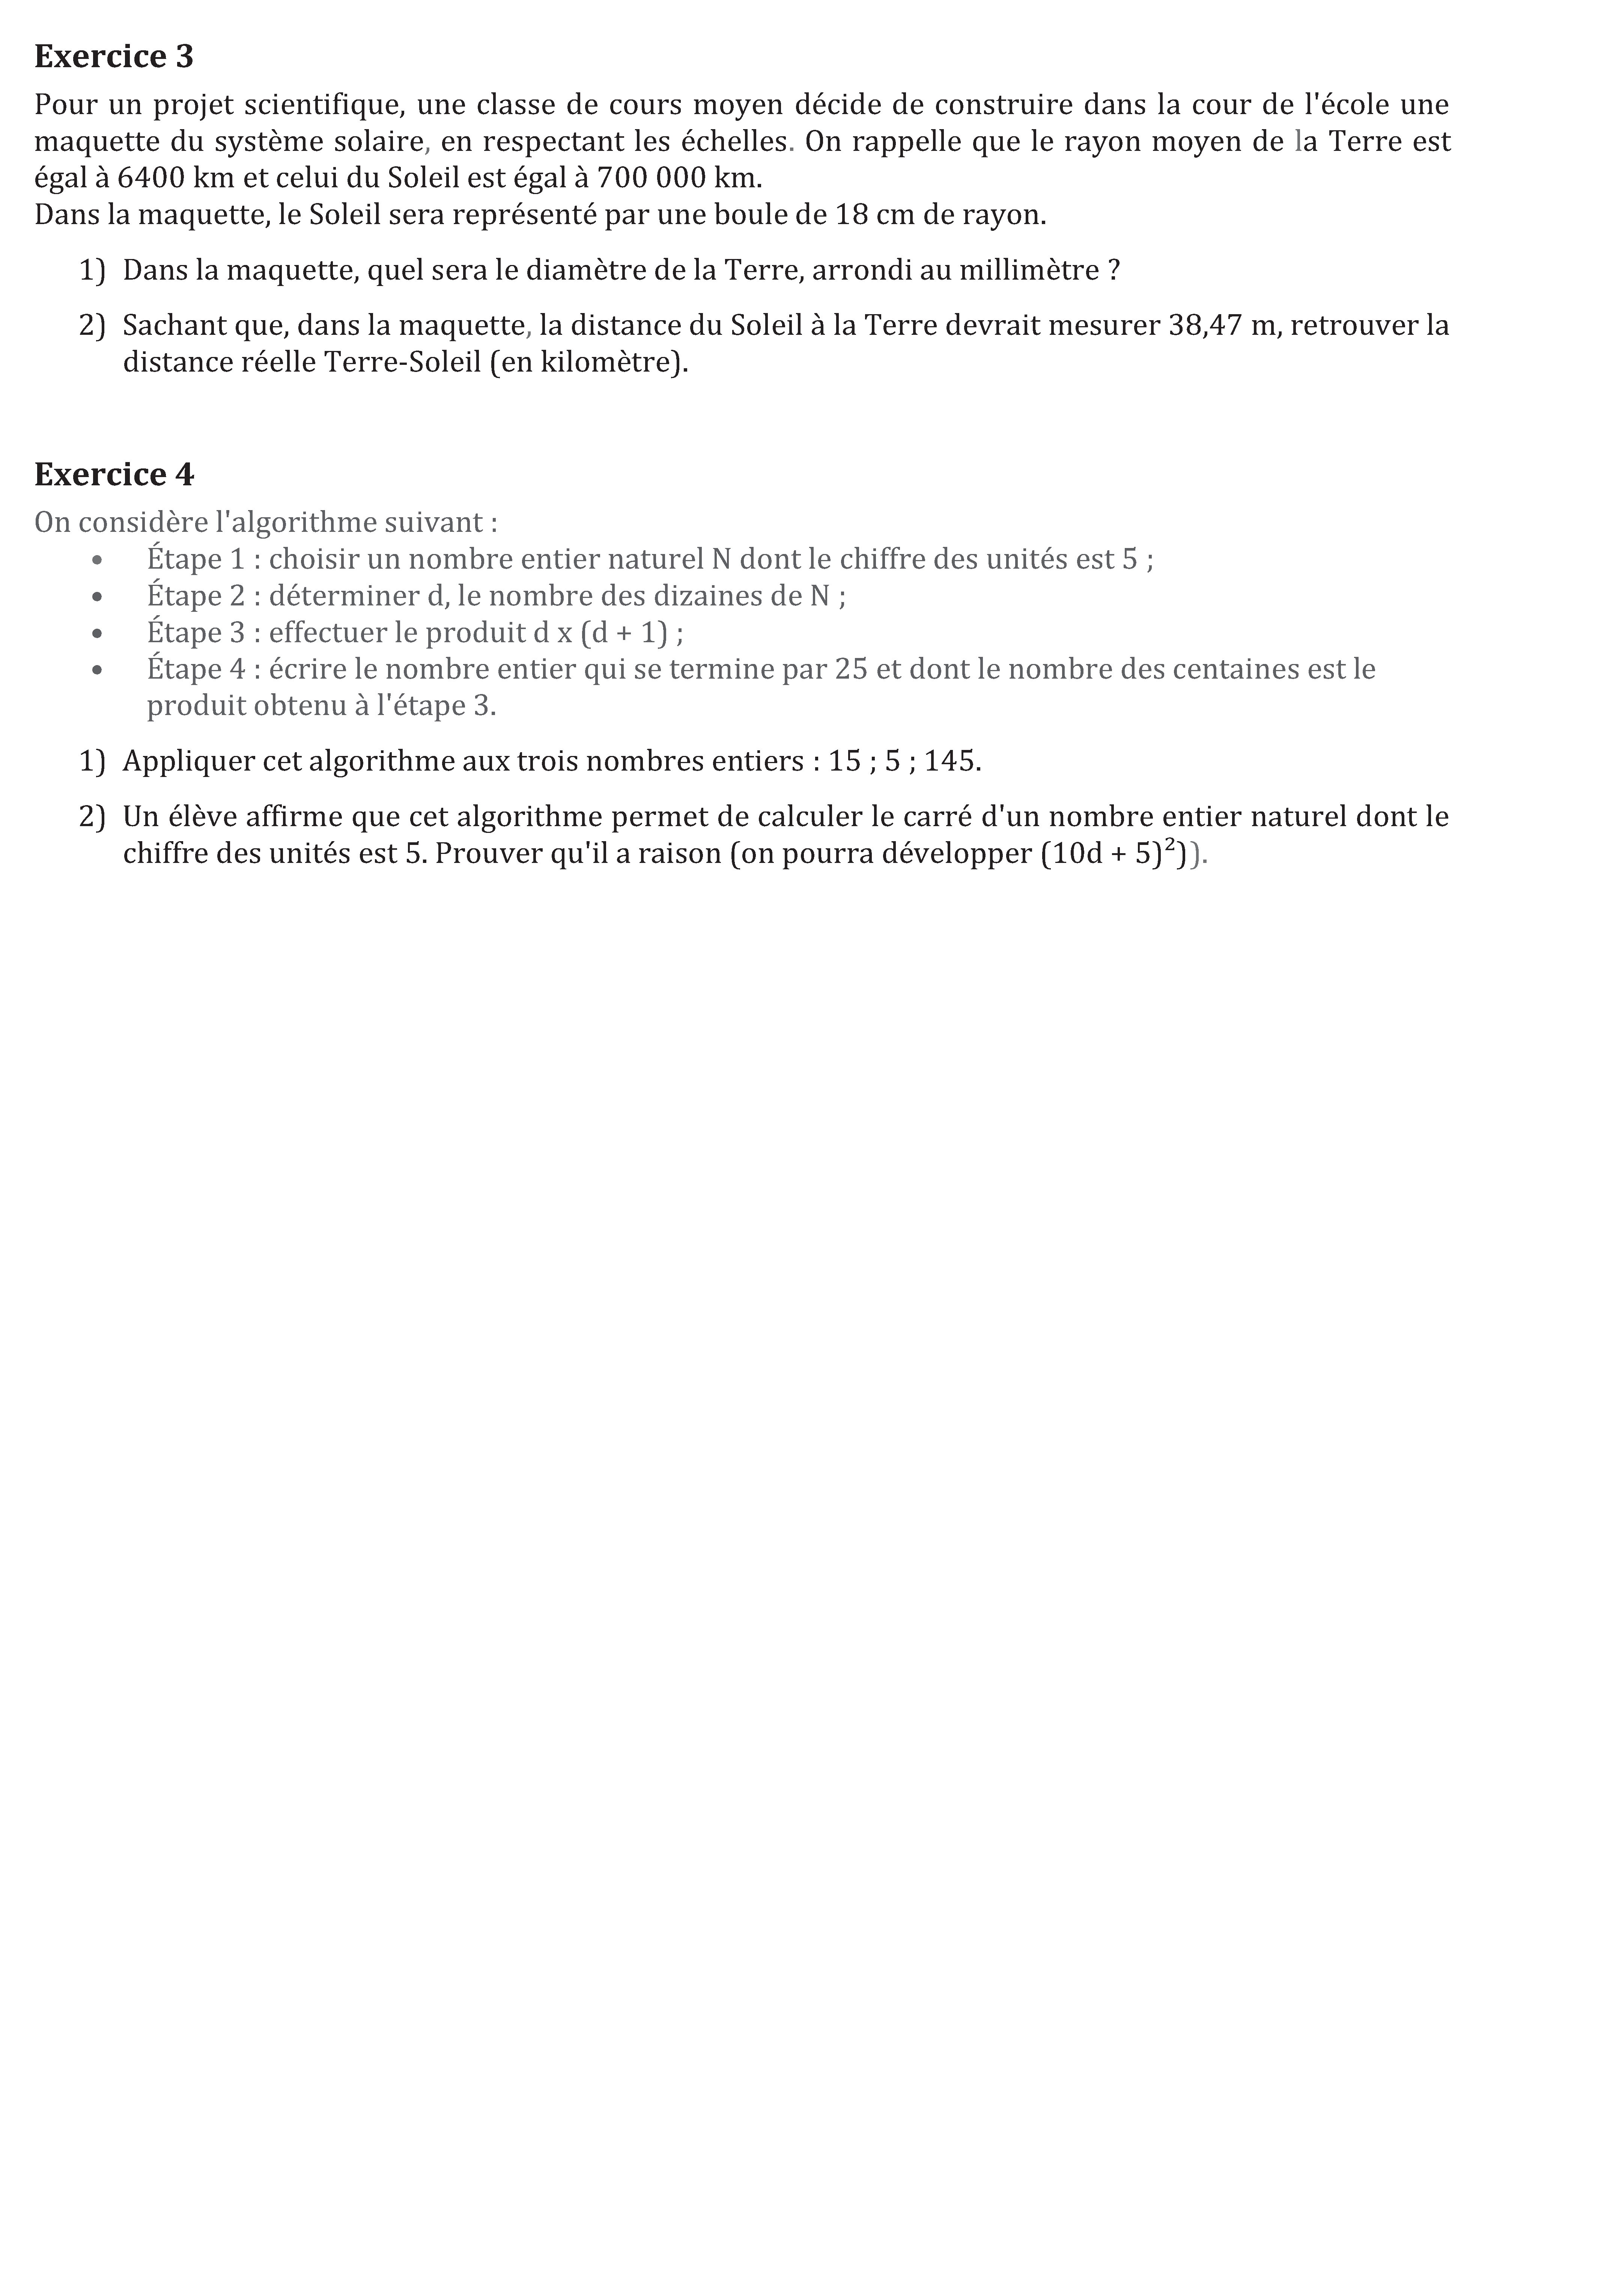 Exercice 3
Pour un projet scientifique, une classe de cours moyen décide de construire dans la cour de l'école une
maquette du système solaire, en respectant les échelles. On rappelle que le rayon moyen de la Terre est
égal à 6400 km et celui du Soleil est égal à 700 000 km.
Dans la maquette, le Soleil sera représenté par une boule de 18 cm de rayon.
1) Dans la maquette, quel sera le diamètre de la Terre, arrondi au millimètre ?
2) Sachant que, dans la maquette, la distance du Soleil à la Terre devrait mesurer 38,47 m, retrouver la
distance réelle Terre-Soleil (en kilomètre).
Exercice 4
On considère l'algorithme suivant :
• Étape 1 : choisir un nombre entier naturel N dont le chiffre des unités est 5 ;
• Étape 2 : déterminer d, le nombre des dizaines de N ;
• Étape 3 : effectuer le produit d x (d + 1) ;
• Étape 4 : écrire le nombre entier qui se termine par 25 et dont le nombre des centaines est le
produit obtenu à l'étape 3.
1) Appliquer cet algorithme aux trois nombres entiers : 15 ; 5 ; 145.
2) Un élève affirme que cet algorithme permet de calculer le carré d'un nombre entier naturel dont le
chiffre des unités est 5. Prouver qu'il a raison (on pourra développer (10d + 5)²)).